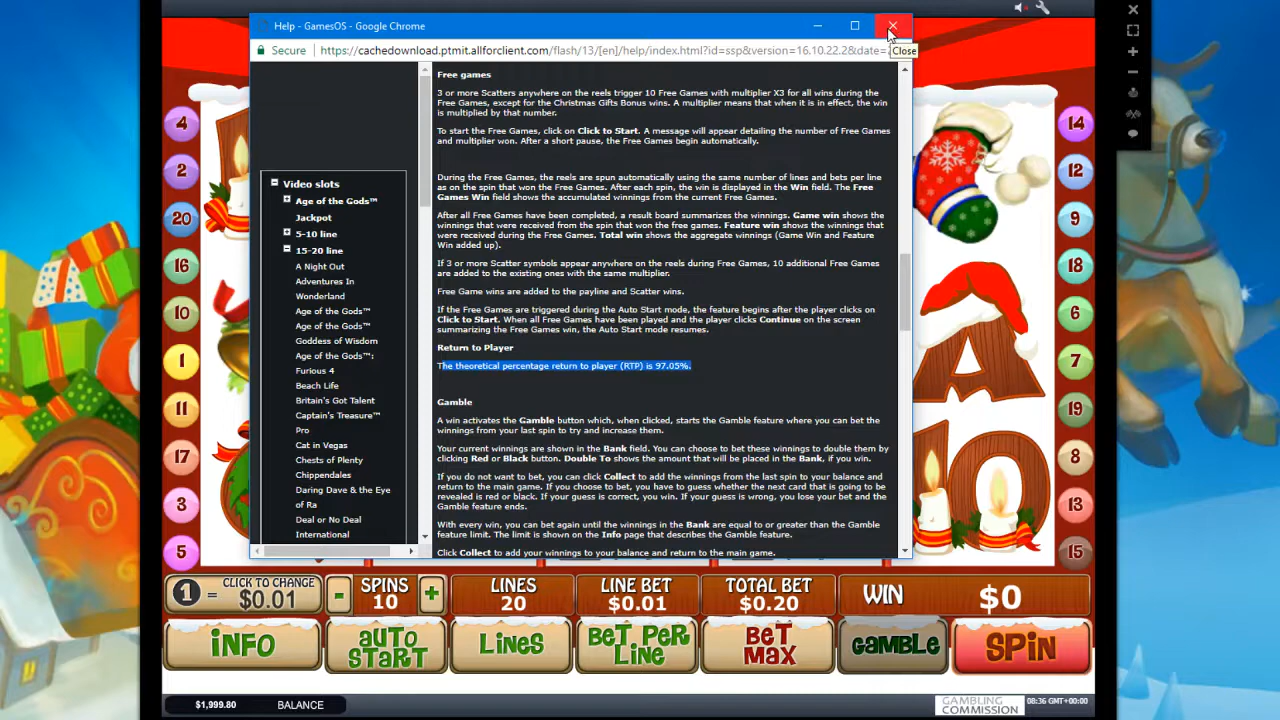 Help - GamesOS - Google Chrome
Close
Secure
https://cachedownload.ptmit.allforclient.com/flash/13/[en]/help/index.html?id=ssp&version=16.10.22.2&date=
Video slots
Age of the Gods™
Jackpot
5-10 line
15-20 line
A Night Out
Adventures In
Wonderland
Age of the Gods™
Age of the Gods™
Goddess of Wisdom
Age of the Gods™:
Furious 4
Beach Life
Britain's Got Talent
Captain's Treasure™
Pro
Cat in Vegas
Chests of Plenty
Chippendales
Daring Dave & the Eye
of Ra
Deal or No Deal
International
Free games
3 or more Scatters anywhere on the reels trigger 10 Free Games with multiplier X3 for all wins during the
Free Games, except for the Christmas Gifts Bonus wins. A multiplier means that when it is in effect, the win
is multiplied by that number.
To start the Free Games, click on Click to Start. A message will appear detailing the number of Free Games
and multiplier won. After a short pause, the Free Games begin automatically.
During the Free Games, the reels are spun automatically using the same number of lines and bets per line
as on the spin that won the Free Games. After each spin, the win is displayed in the Win field. The Free
Games Win field shows the accumulated winnings from the current Free Games.
After all Free Games have been completed, a result board summarizes the winnings. Game win shows the
winnings that were received from the spin that won the free games. Feature win shows the winnings that
were received during the Free Games. Total win shows the aggregate winnings (Game Win and Feature
Win added up).
If 3 or more Scatter symbols appear anywhere on the reels during Free Games, 10 additional Free Games
are added to the existing ones with the same multiplier.
Free Game wins are added to the payline and Scatter wins.
If the Free Games are triggered during the Auto Start mode, the feature begins after the player clicks on
Click to Start. When all Free Games have been played and the player clicks Continue on the screen
summarizing the Free Games win, the Auto Start mode resumes.
Return to Player
The theoretical percentage return to player (RTP) is 97.05%.
Gamble
A win activates the Gamble button which, when clicked, starts the Gamble feature where you can bet the
winnings from your last spin to try and increase them.
Your current winnings are shown in the Bank field. You can choose to bet these winnings to double them by
clicking Red or Black button. Double To shows the amount that will be placed in the Bank, if you win.
If you do not want to bet, you can click Collect to add the winnings from the last spin to your balance and
return to the main game. If you choose to bet, you have to guess whether the next card that is going to be
revealed is red or black. If your guess is correct, you win. If your guess is wrong, you lose your bet and the
Gamble feature ends.
With every win, you can bet again until the winnings in the Bank are equal to or greater than the Gamble
feature limit. The limit is shown on the Info page that describes the Gamble feature.
Click Collect to add your winnings to your balance and return to the main game.
4
2
20
16
10
1
11
17
3
5
14
12
9
18
6
7
19
8
13
15
A
10
1 = CLICK TO CHANGE $0.01
- SPINS 10 +
LINES 20
LINE BET $0.01
TOTAL BET $0.20
WIN $0
INFO
AUTO START
LINES
BET PER LINE
BET MAX
GAMBLE
SPIN
$1,999.80 BALANCE
GAMBLING COMMISSION
08:36 GMT+00:00